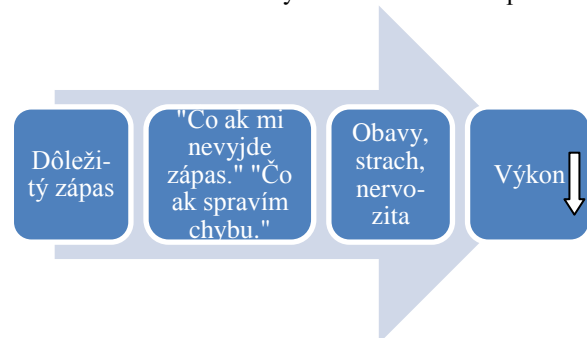 Dôleži-
tý zápas
"Čo ak mi
nevyjde
zápas." "Čo
ak spravím
chybu."
Obavy,
strach,
nervo-
zita
Výkon